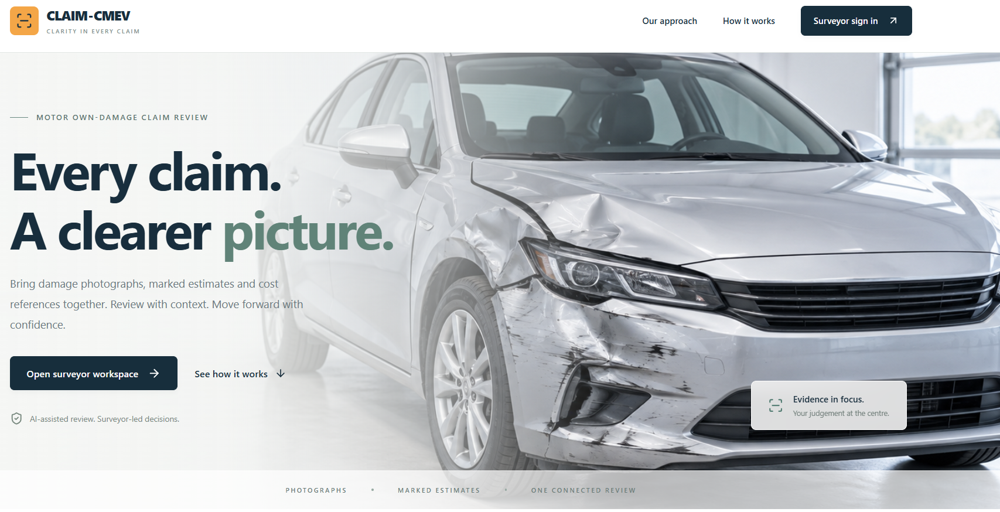 CLAIM-CMEV
CLARITY IN EVERY CLAIM
Our approach
How it works
Surveyor sign in
MOTOR OWN-DAMAGE CLAIM REVIEW
Every claim.
A clearer picture.
Bring damage photographs, marked estimates and cost
references together. Review with context. Move forward with
confidence.
Open surveyor workspace
See how it works
AI-assisted review. Surveyor-led decisions.
Evidence in focus.
Your judgement at the centre.
PHOTOGRAPHS
MARKED ESTIMATES
ONE CONNECTED REVIEW